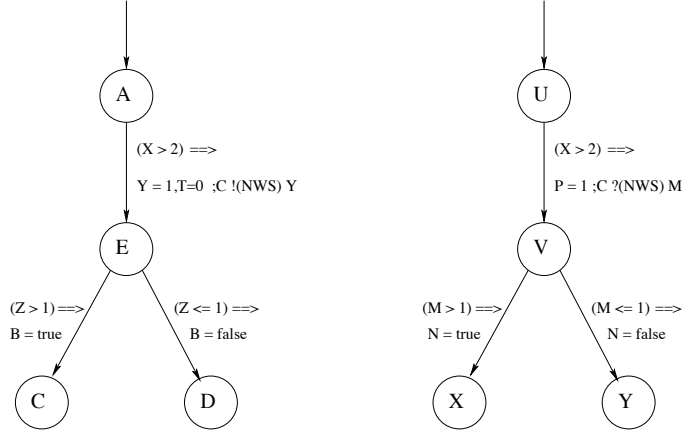 A
U
(X > 2) ==>
(X > 2) ==>
Y = 1,T=0 ;C !(NWS) Y
P = 1 ;C ?(NWS) M
E
V
(Z > 1) ==>
(Z <= 1) ==>
(M > 1) ==>
(M <= 1) ==>
B = true
B = false
N = true
N = false
C
D
X
Y